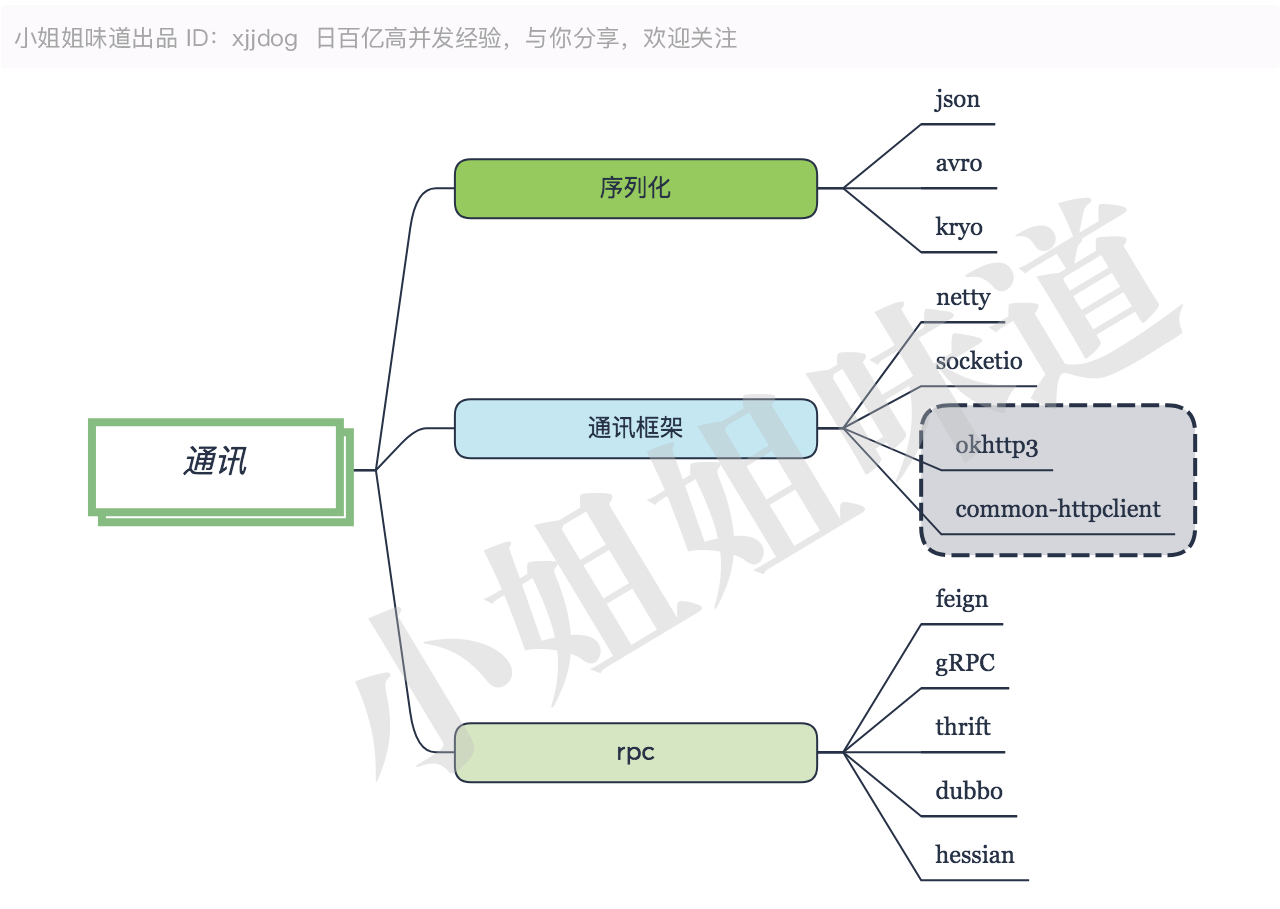 小姐姐味道出品 ID：xjjdog 日百亿高并发经验，与你分享，欢迎关注
通讯
序列化
json
avro
kryo
通讯框架
netty
socketio
okhttp3
common-httpclient
rpc
feign
gRPC
thrift
dubbo
hessian
小姐姐味道